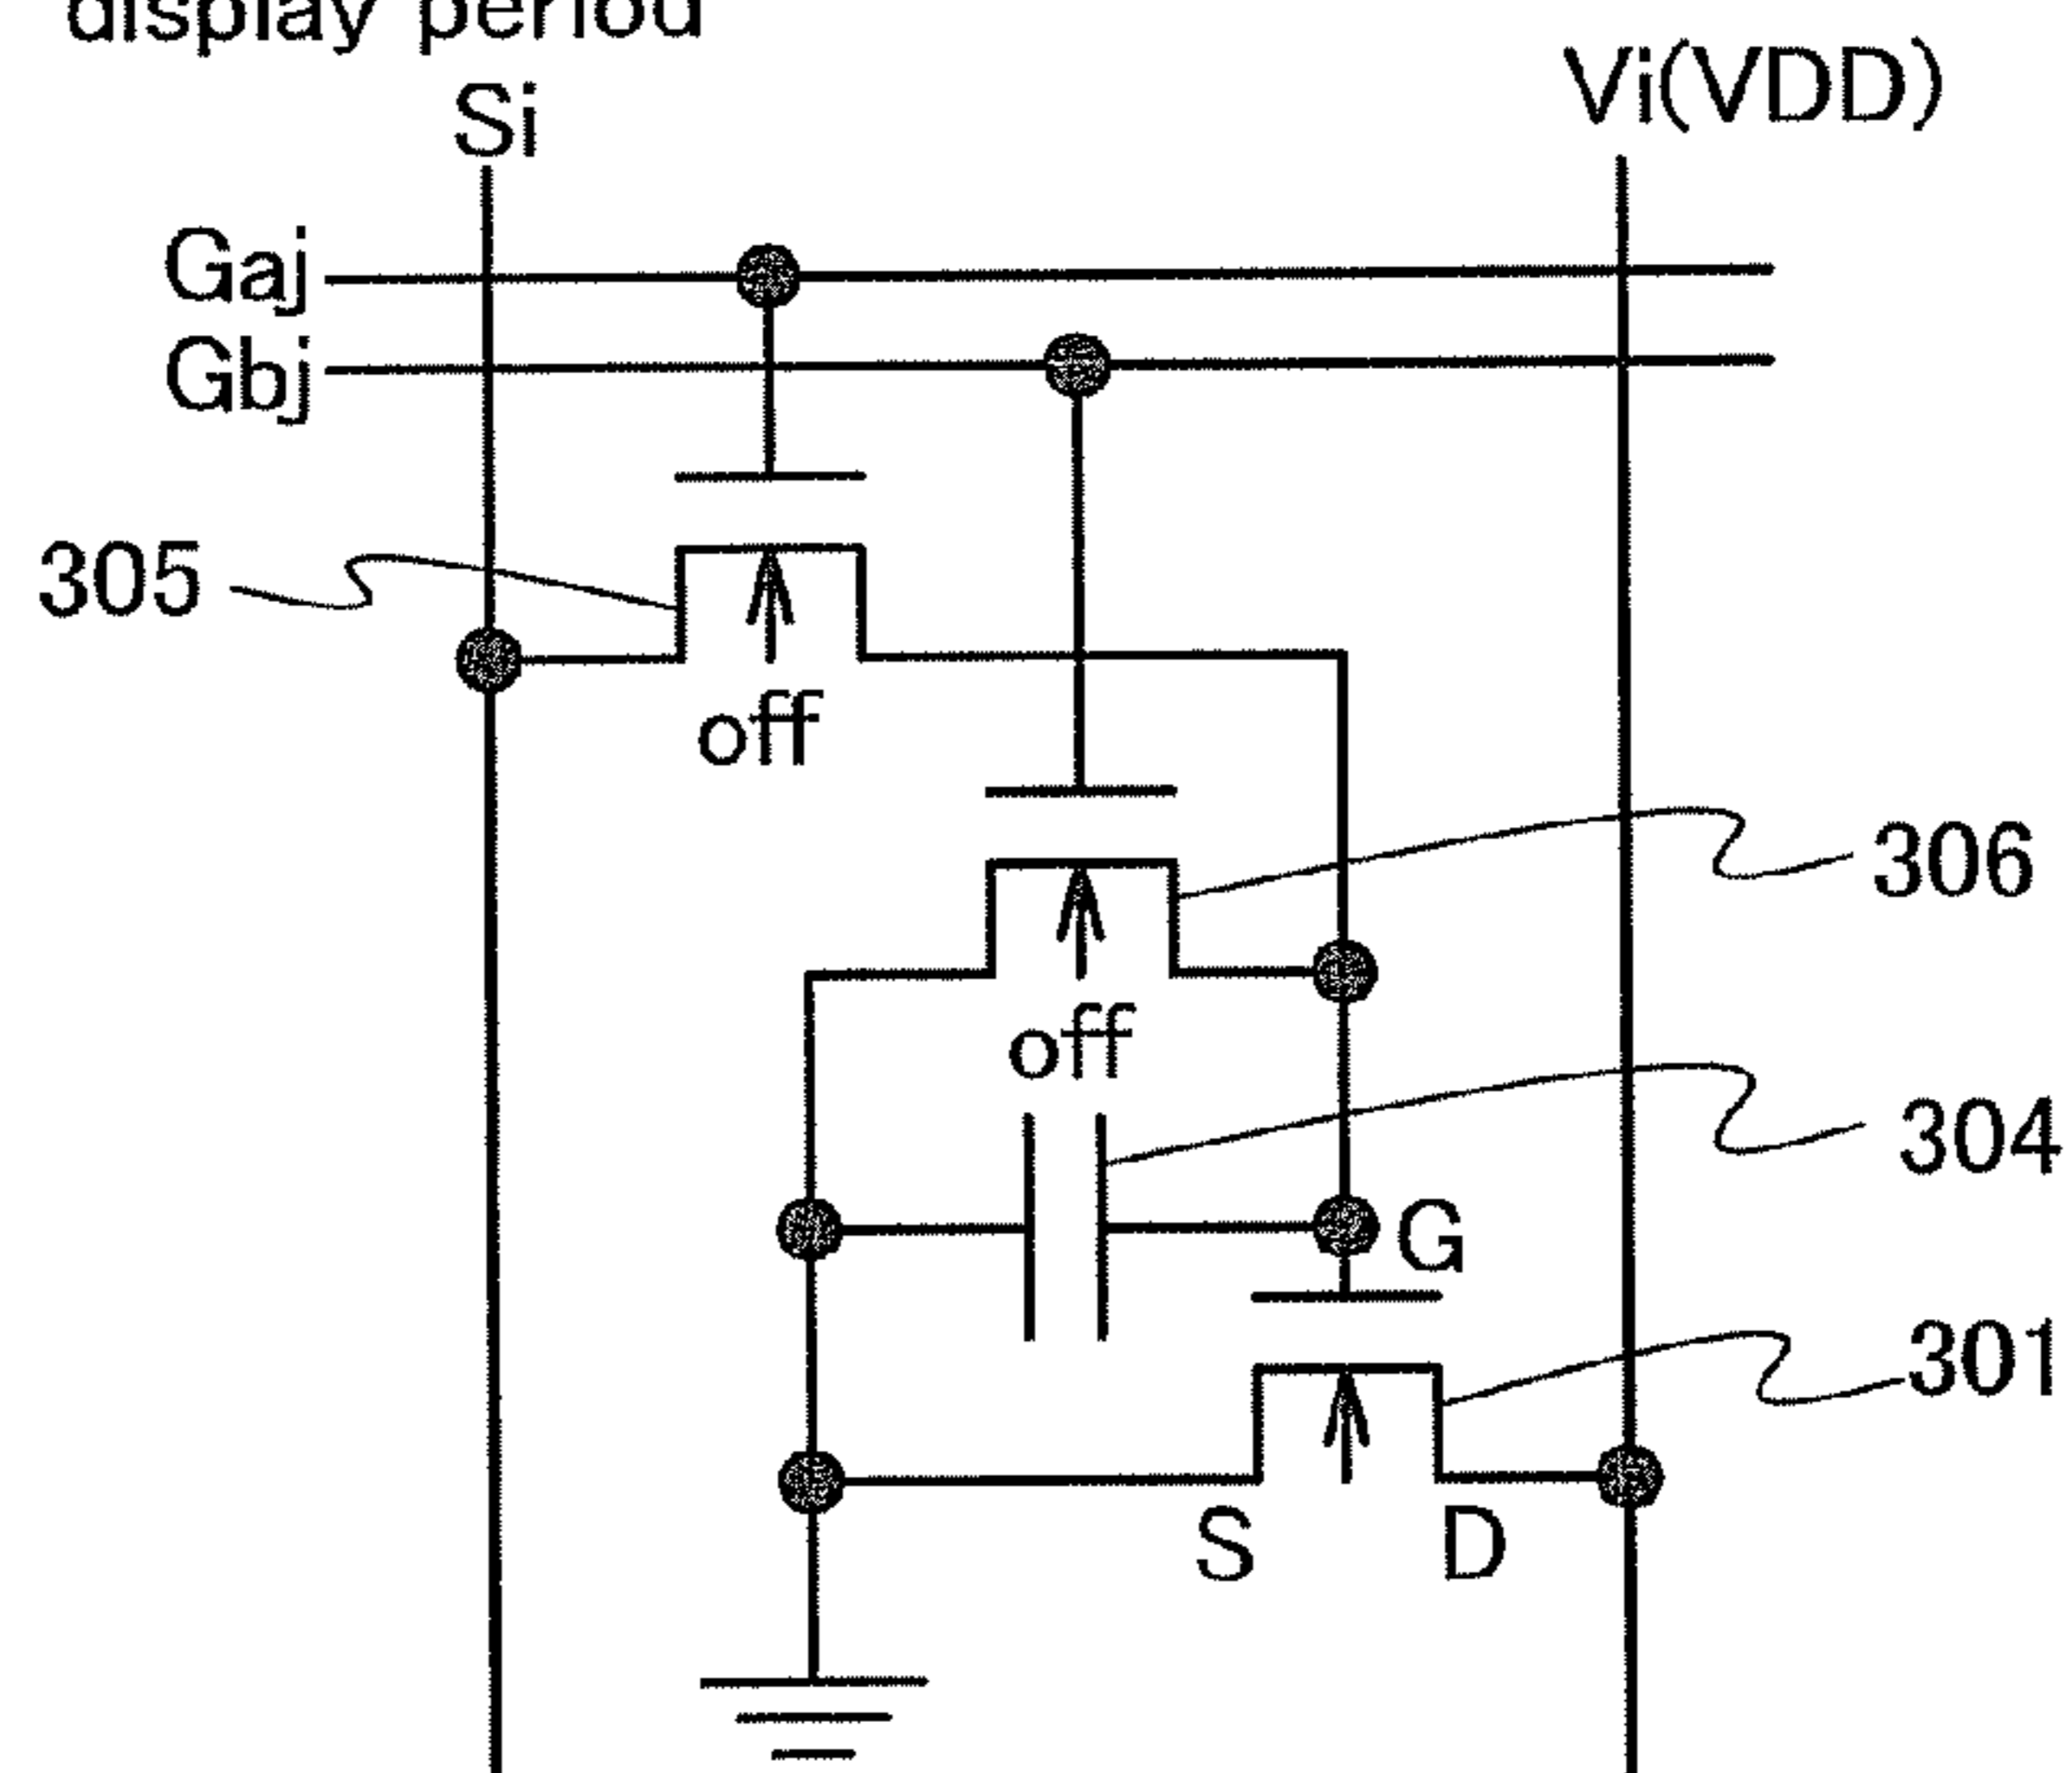 display period
Si
Vi(VDD)
Gaj
Gbj
305
off
306
off
304
G
301
S
D